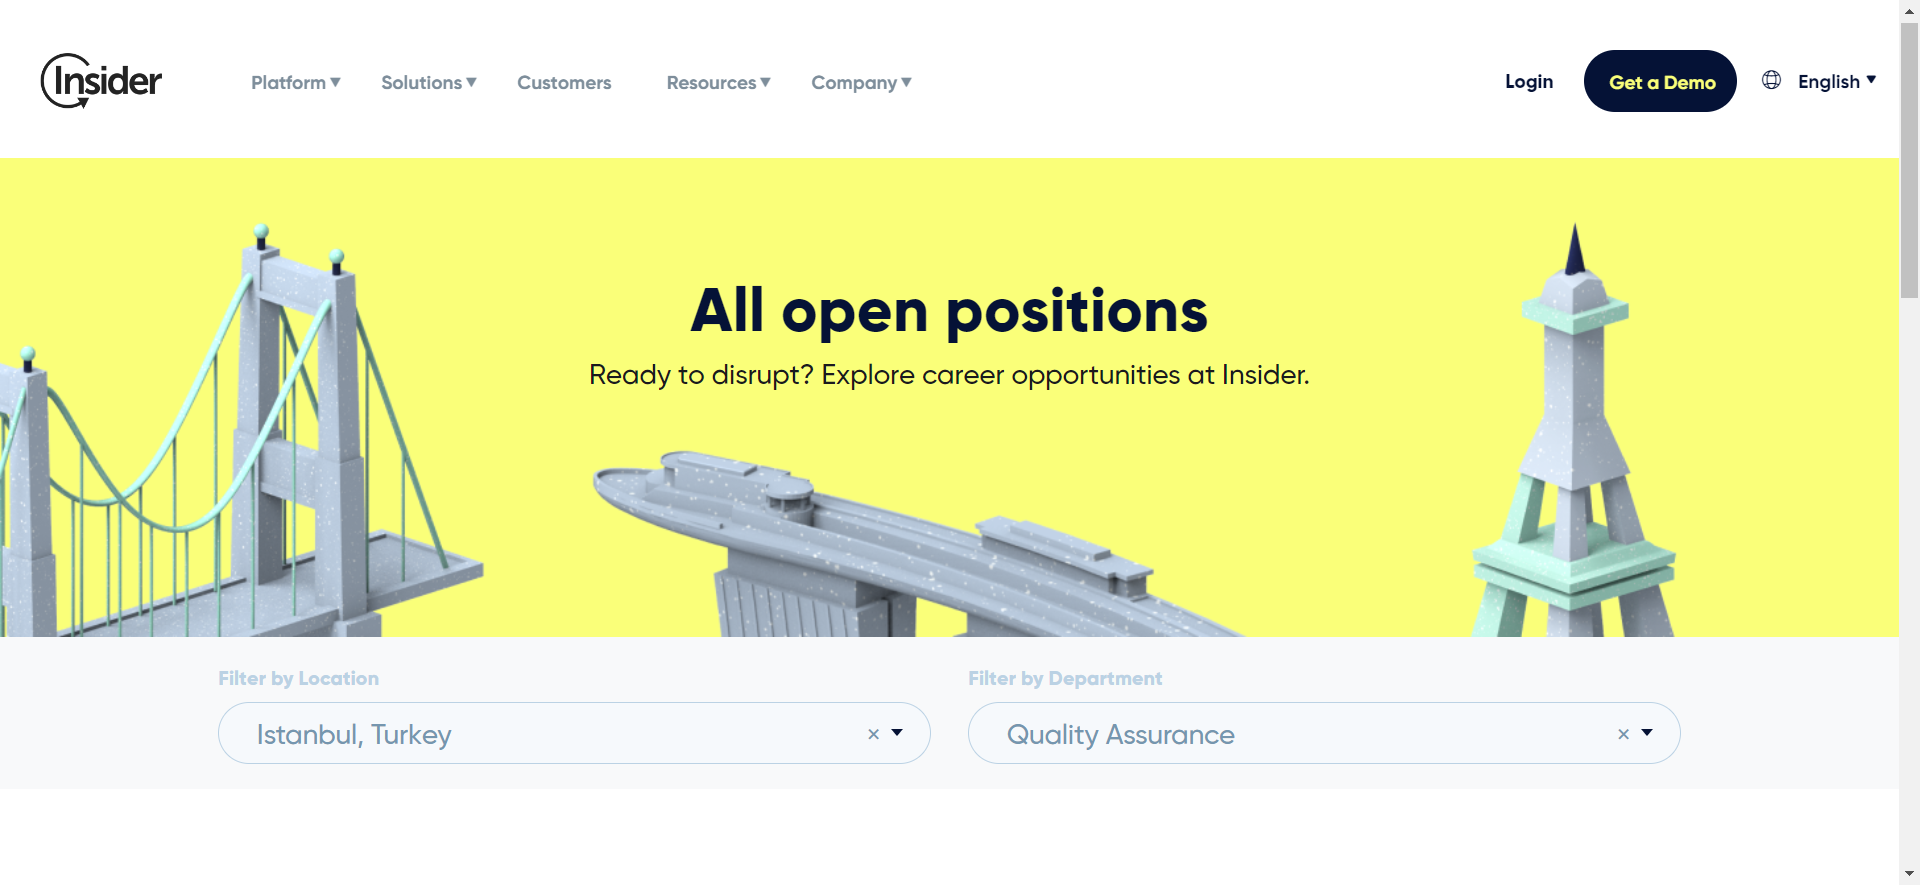 Insider
Platform ▼ Solutions ▼ Customers Resources ▼ Company ▼
Login Get a Demo English ▼
All open positions
Ready to disrupt? Explore career opportunities at Insider.
Filter by Location
Istanbul, Turkey × ▼
Filter by Department
Quality Assurance × ▼